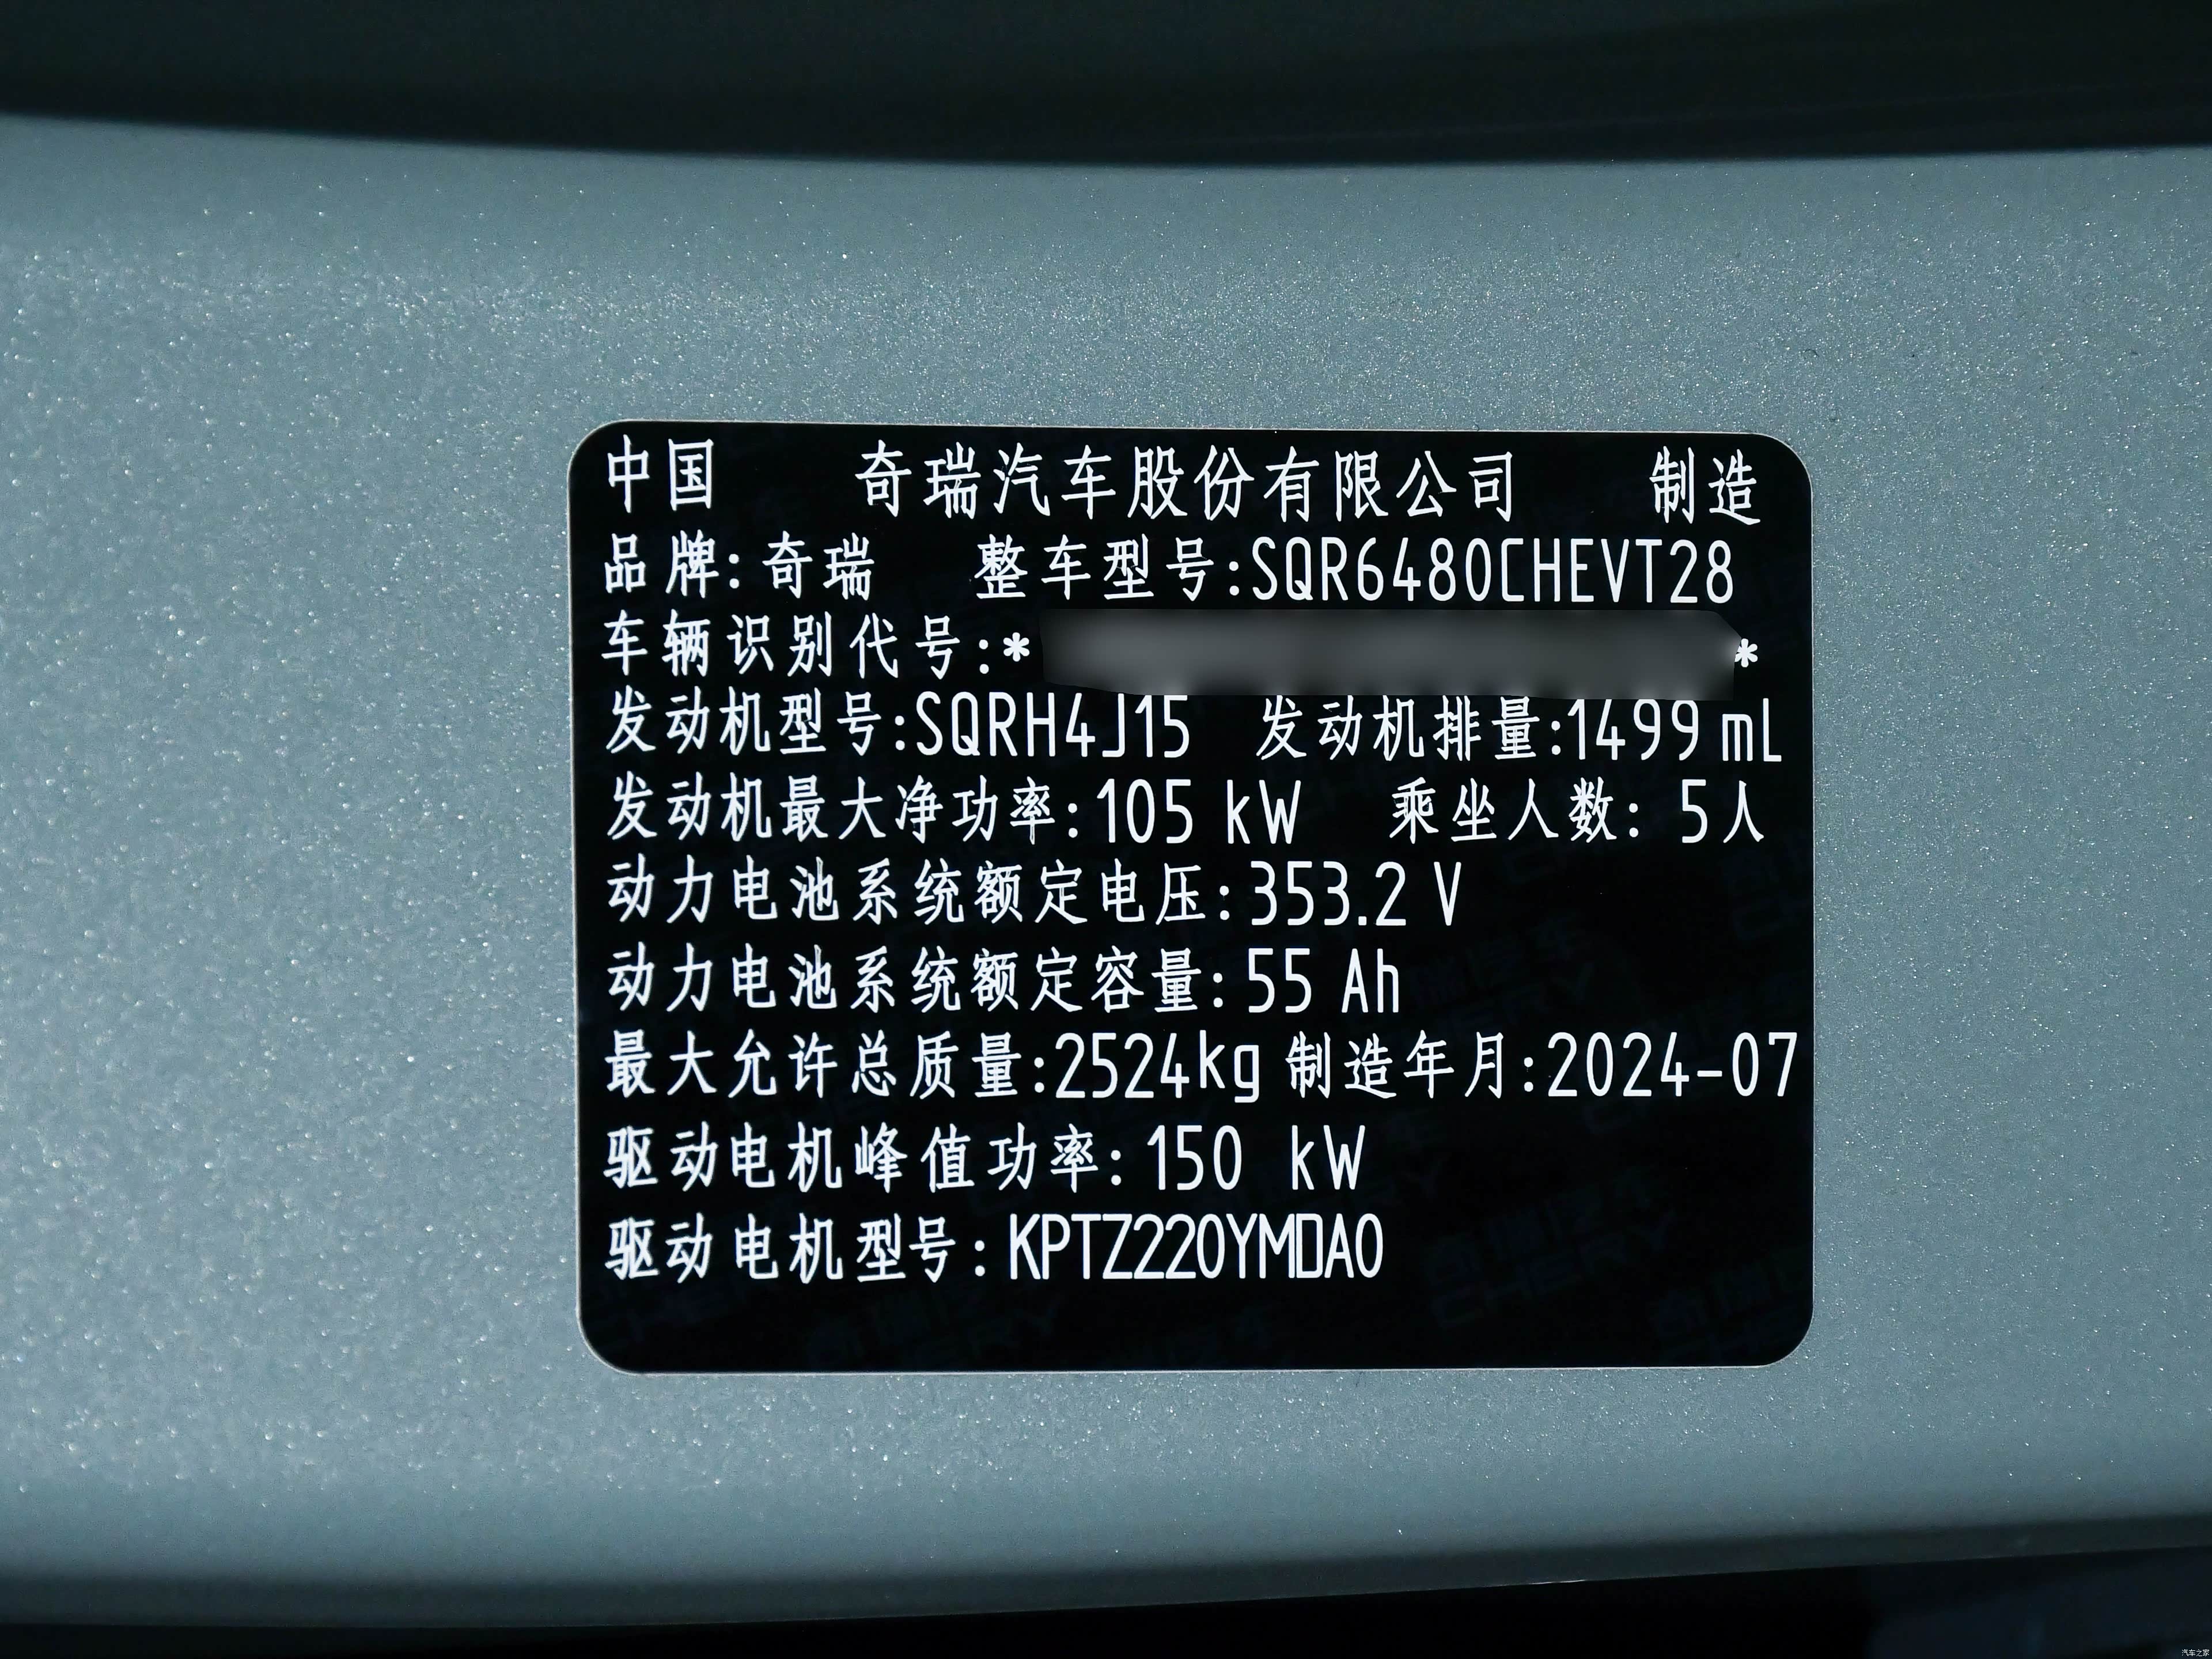 中国 奇瑞汽车股份有限公司 制造
品牌:奇瑞 整车型号:SQR6480CHEVT28
车辆识别代号:* *
发动机型号:SQRH4J15 发动机排量:1499 mL
发动机最大净功率:105 kW 乘坐人数: 5人
动力电池系统额定电压:353.2 V
动力电池系统额定容量:55 Ah
最大允许总质量:2524kg 制造年月:2024-07
驱动电机峰值功率:150 kW
驱动电机型号:KPTZ220YMDA0
汽车之家